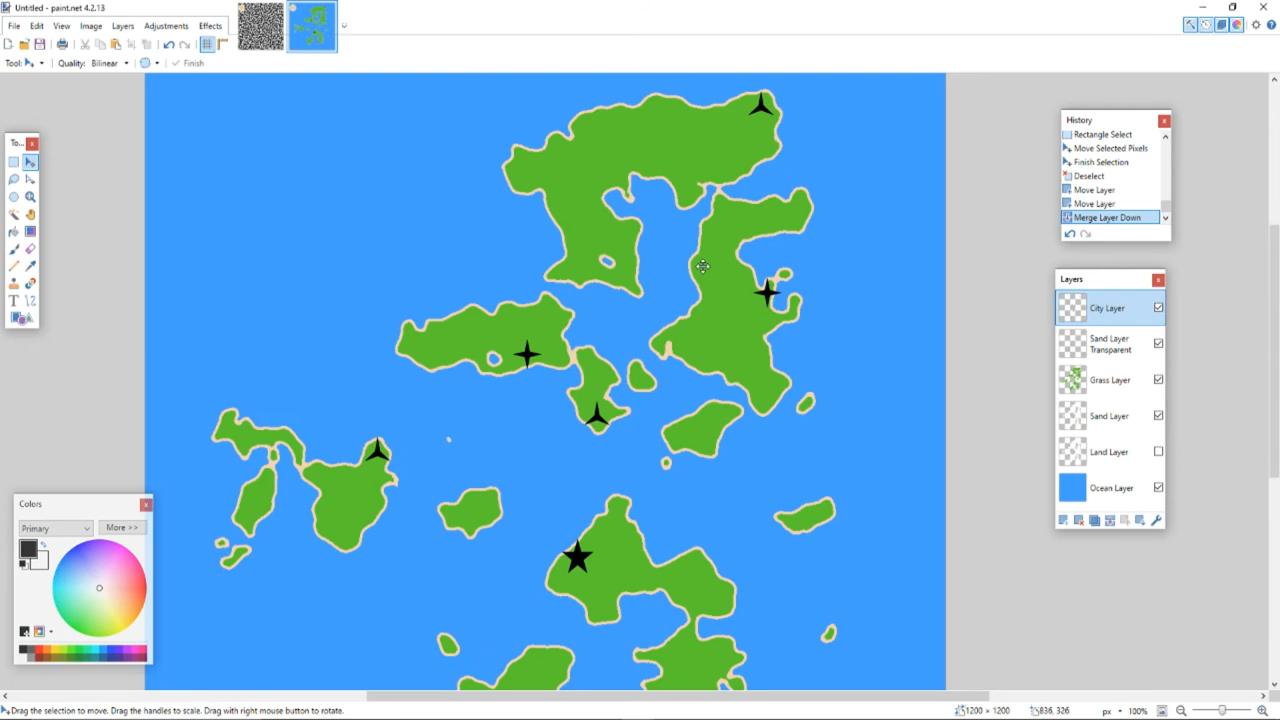 Untitled - paint.net 4.2.13
File Edit View Image Layers Adjustments Effects
Tool: Quality: Bilinear Finish
To...
History
Rectangle Select
Move Selected Pixels
Finish Selection
Deselect
Move Layer
Move Layer
Merge Layer Down
Layers
City Layer
Sand Layer
Transparent
Grass Layer
Sand Layer
Land Layer
Ocean Layer
Colors
Primary More >>
Drag the selection to move. Drag the handles to scale. Drag with right mouse button to rotate. 1200 × 1200 836, 326 px 100%